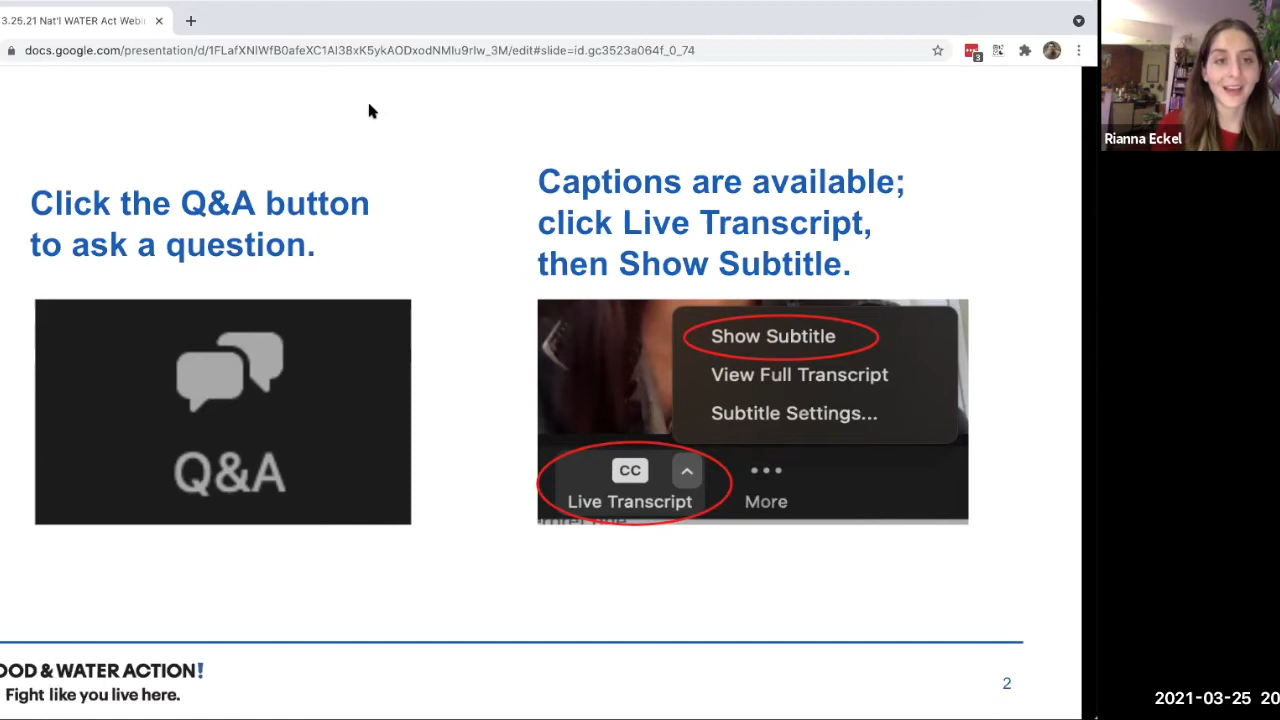 3.25.21 Nat'l WATER Act Webi
docs.google.com/presentation/d/1FLafXNIWfB0afeXC1AI38xK5ykAODxodNMlu9rlw_3M/edit#slide=id.gc3523a064f_0_74
3
Rianna Eckel
Click the Q&A button
to ask a question.
Captions are available;
click Live Transcript,
then Show Subtitle.
Q&A
Show Subtitle
View Full Transcript
Subtitle Settings...
CC
Live Transcript
More
OOD & WATER ACTION!
Fight like you live here.
2
2021-03-25 20